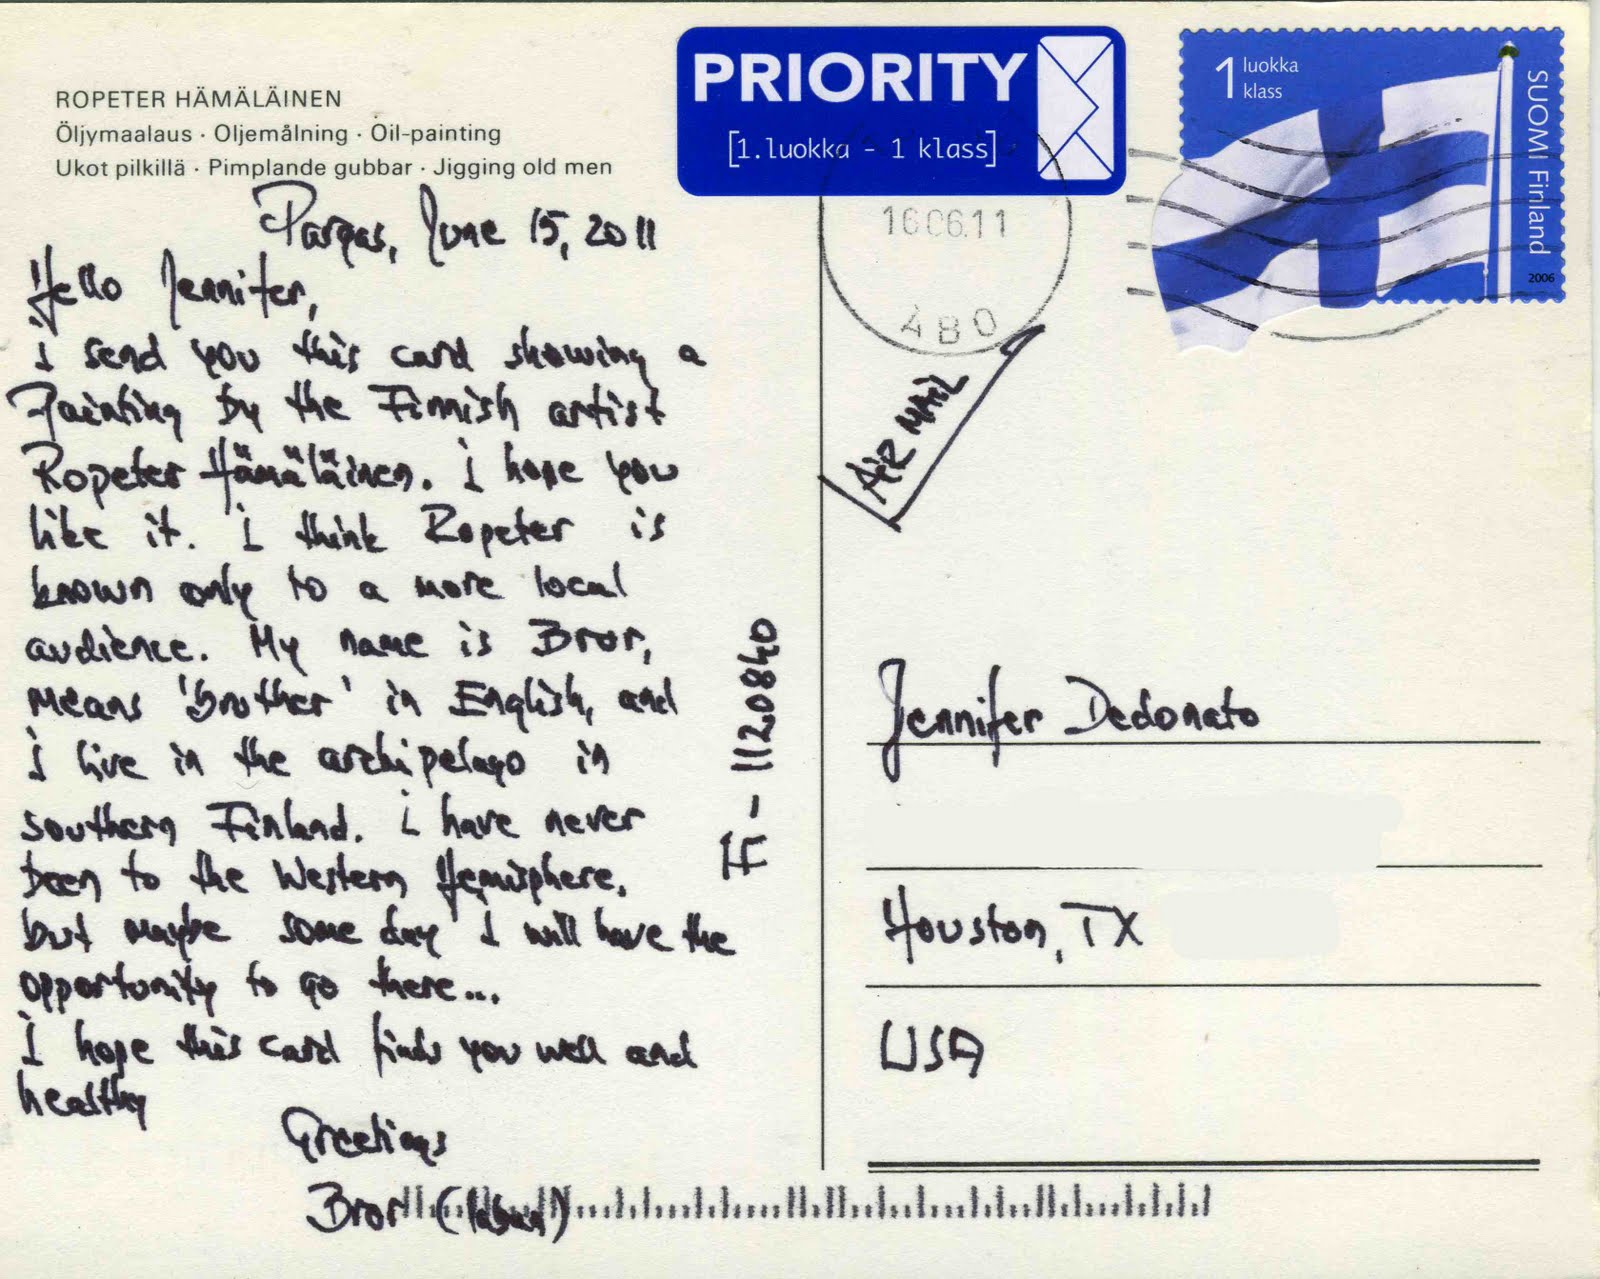 ROPETER HÄMÄLÄINEN
Öljymaalaus · Oljemålning · Oil-painting
Ukot pilkillä · Pimplande gubbar · Jigging old men
Pargas, June 15, 2011
Hello Jennifer,
I send you this card showing a
Painting by the Finnish artist
Ropeter Hämäläinen. I hope you
like it. I think Ropeter is
known only to a more local
audience. My name is Bror,
means 'brother' in English, and
I live in the archipelago in
southern Finland. I have never
been to the Western Hemisphere,
but maybe some day I will have the
opportunity to go there...
I hope this card finds you well and
healthy
Greetings
Bror
FI-1120840
PRIORITY
[1.luokka - 1 klass]
1 luokka
klass
SUOMI Finland
2006
160611
480
AIR MAIL
Jennifer Dedonato
Houston, TX
USA